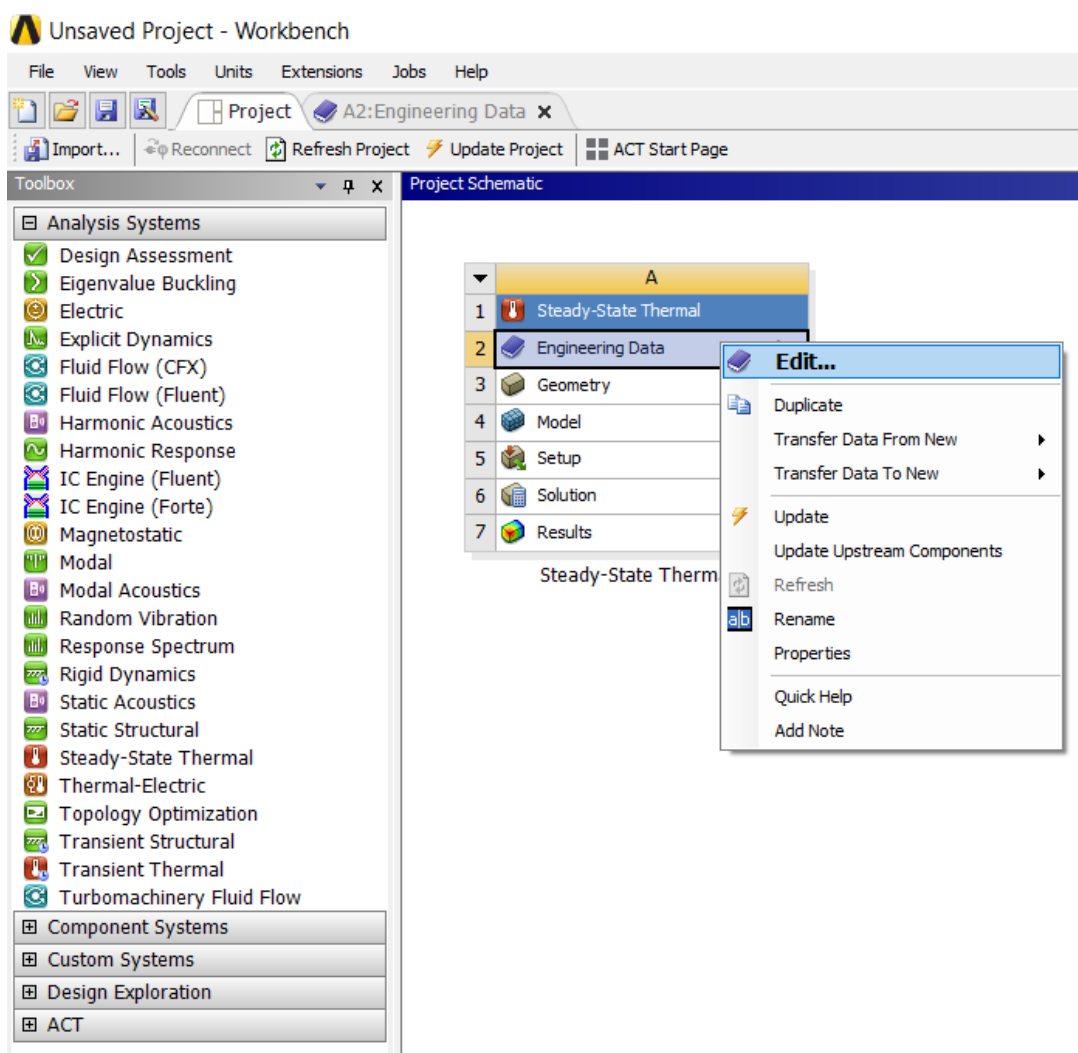 Unsaved Project - Workbench
File View Tools Units Extensions Jobs Help
Project A2:Engineering Data
Import... Reconnect Refresh Project Update Project ACT Start Page
Toolbox
Project Schematic
Analysis Systems
Design Assessment
Eigenvalue Buckling
Electric
Explicit Dynamics
Fluid Flow (CFX)
Fluid Flow (Fluent)
Harmonic Acoustics
Harmonic Response
IC Engine (Fluent)
IC Engine (Forte)
Magnetostatic
Modal
Modal Acoustics
Random Vibration
Response Spectrum
Rigid Dynamics
Static Acoustics
Static Structural
Steady-State Thermal
Thermal-Electric
Topology Optimization
Transient Structural
Transient Thermal
Turbomachinery Fluid Flow
Component Systems
Custom Systems
Design Exploration
ACT
A
1 Steady-State Thermal
2 Engineering Data
3 Geometry
4 Model
5 Setup
6 Solution
7 Results
Steady-State Therm
Edit...
Duplicate
Transfer Data From New
Transfer Data To New
Update
Update Upstream Components
Refresh
a|b Rename
Properties
Quick Help
Add Note